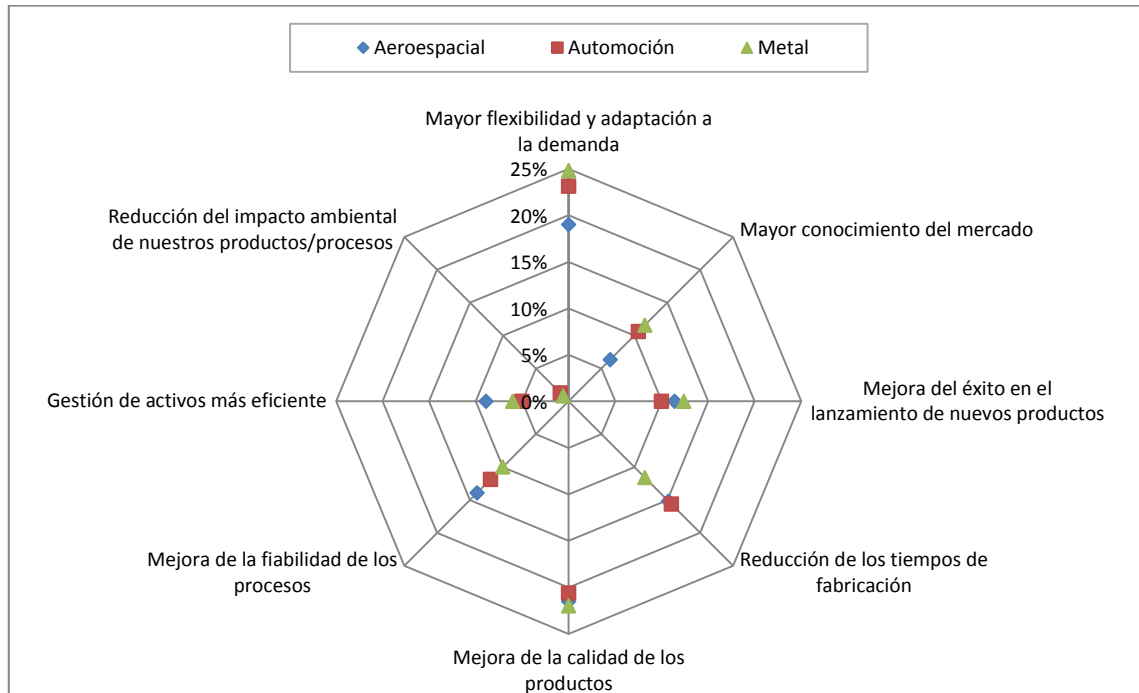 Aeroespacial
Automoción
Metal
Mayor flexibilidad y adaptación a
la demanda
25%
20%
15%
10%
5%
0%
Mayor conocimiento del mercado
Mejora del éxito en el
lanzamiento de nuevos productos
Reducción de los tiempos de
fabricación
Mejora de la calidad de los
productos
Mejora de la fiabilidad de los
procesos
Gestión de activos más eficiente
Reducción del impacto ambiental
de nuestros productos/procesos